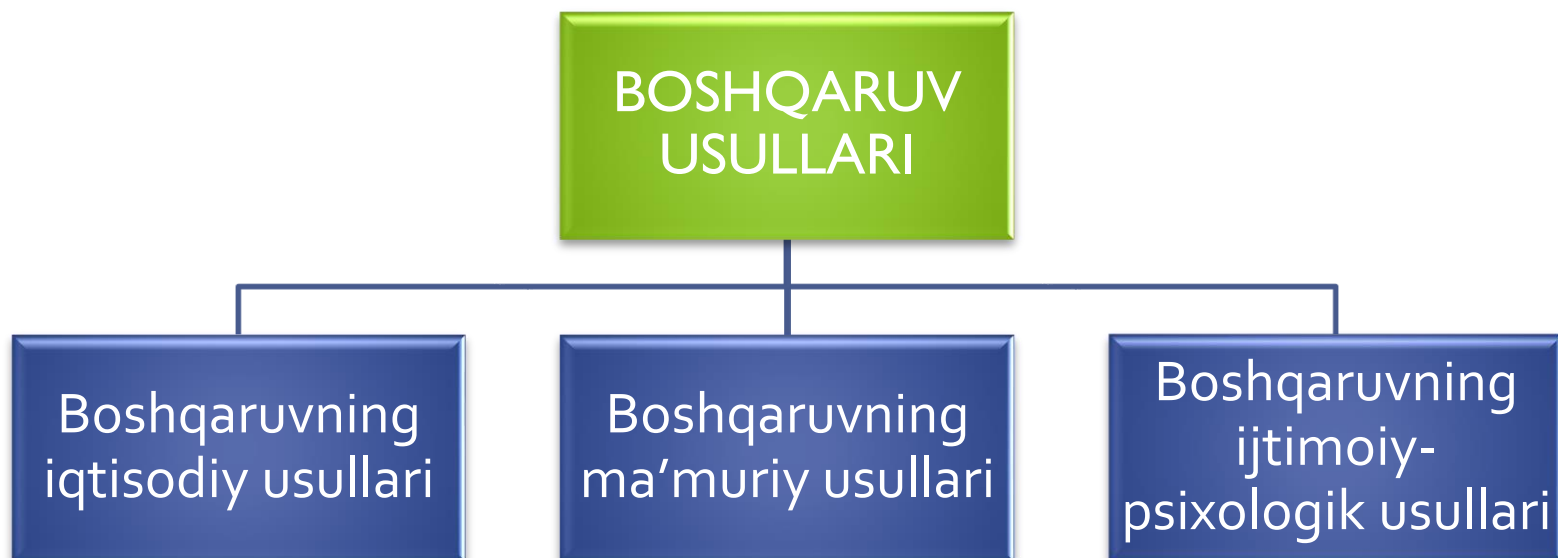 BOSHQARUV
USULLARI
Boshqaruvning
iqtisodiy usullari
Boshqaruvning
ma’muriy usullari
Boshqaruvning
ijtimoiy-
psixologik usullari